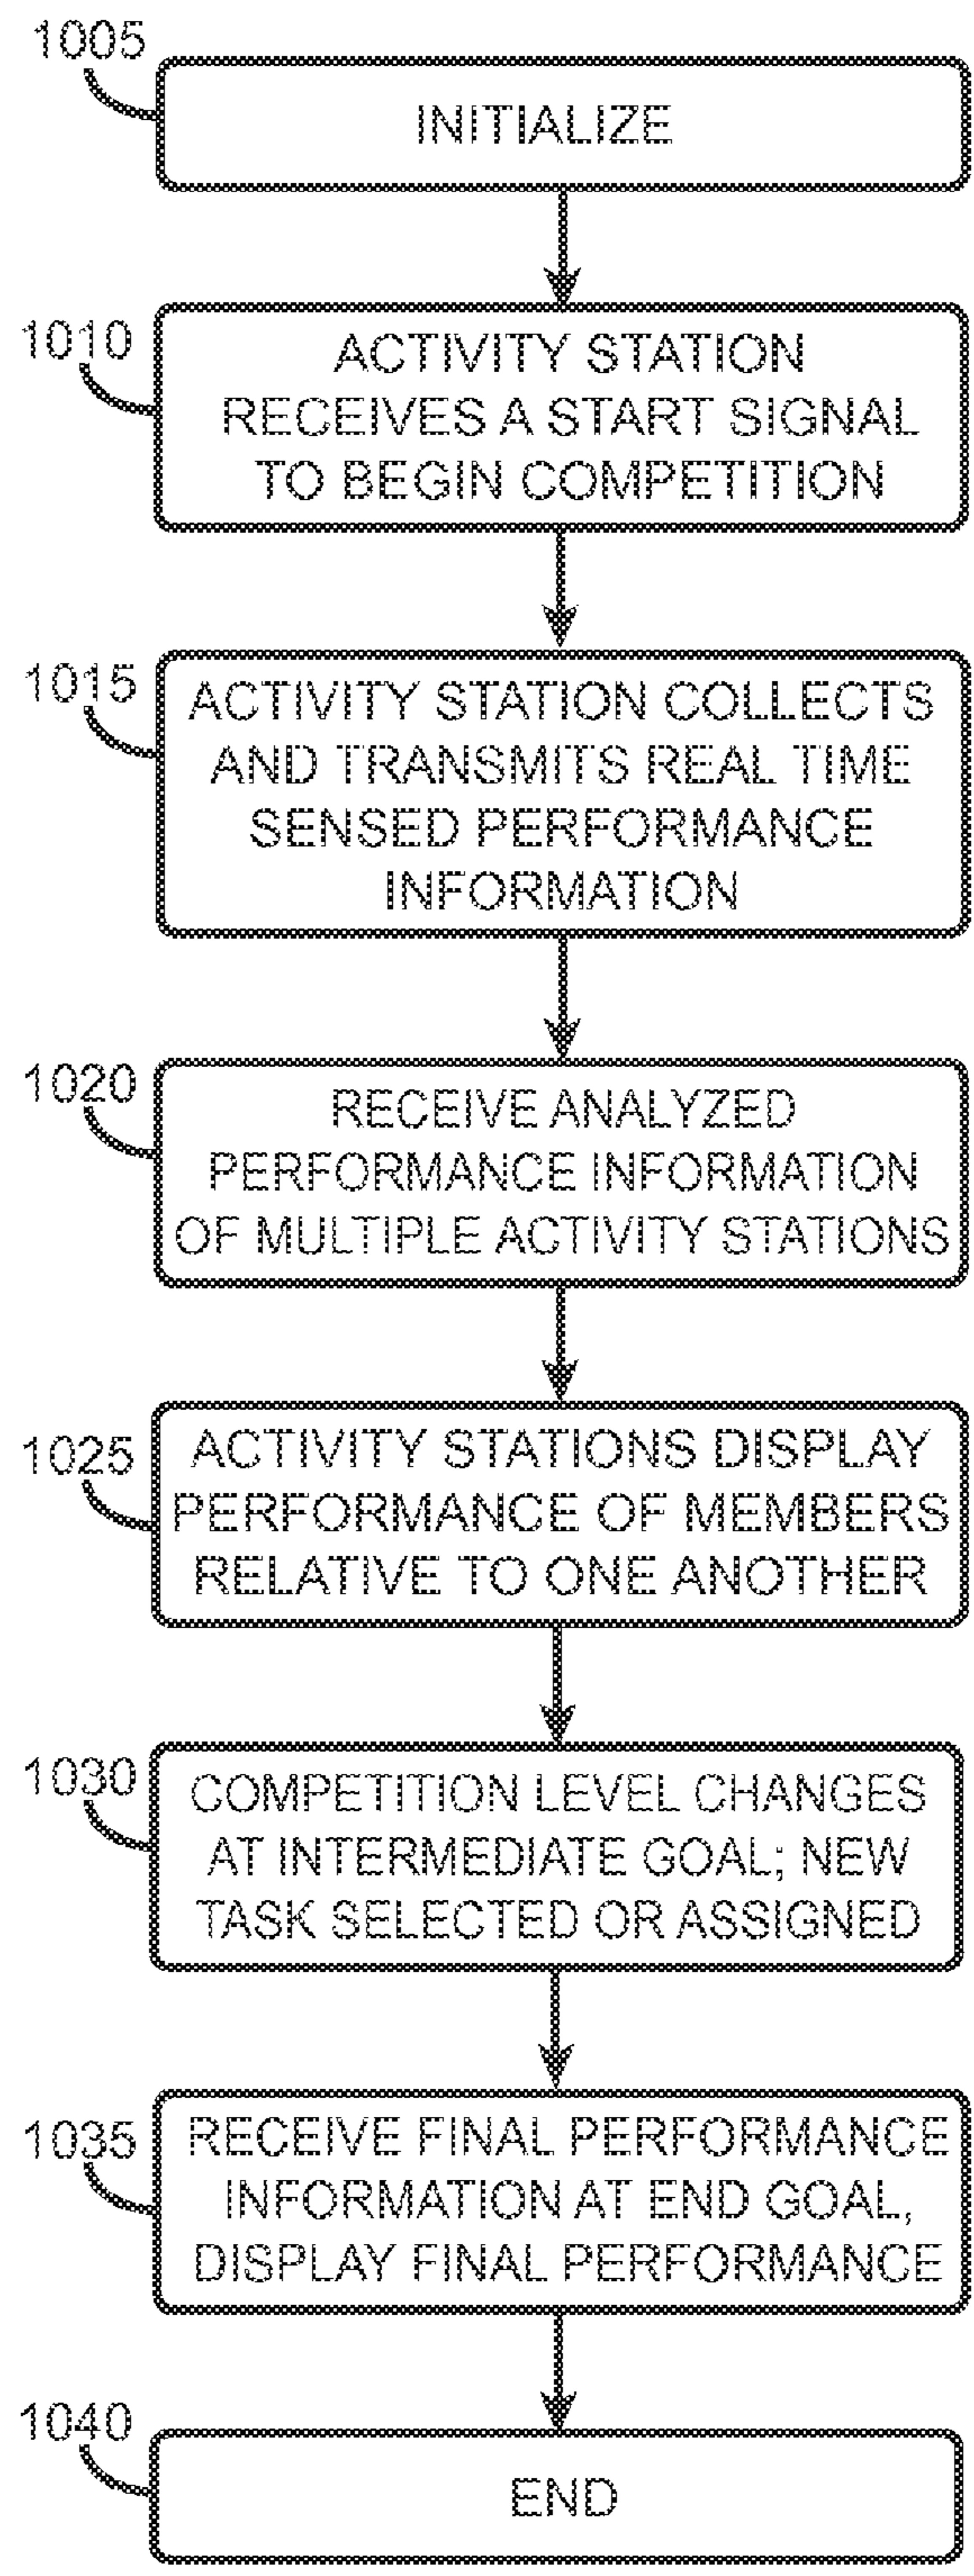 1005
INITIALIZE
1010
ACTIVITY STATION
RECEIVES A START SIGNAL
TO BEGIN COMPETITION
1015
ACTIVITY STATION COLLECTS
AND TRANSMITS REAL TIME
SENSED PERFORMANCE
INFORMATION
1020
RECEIVE ANALYZED
PERFORMANCE INFORMATION
OF MULTIPLE ACTIVITY STATIONS
1025
ACTIVITY STATIONS DISPLAY
PERFORMANCE OF MEMBERS
RELATIVE TO ONE ANOTHER
1030
COMPETITION LEVEL CHANGES
AT INTERMEDIATE GOAL; NEW
TASK SELECTED OR ASSIGNED
1035
RECEIVE FINAL PERFORMANCE
INFORMATION AT END GOAL,
DISPLAY FINAL PERFORMANCE
1040
END